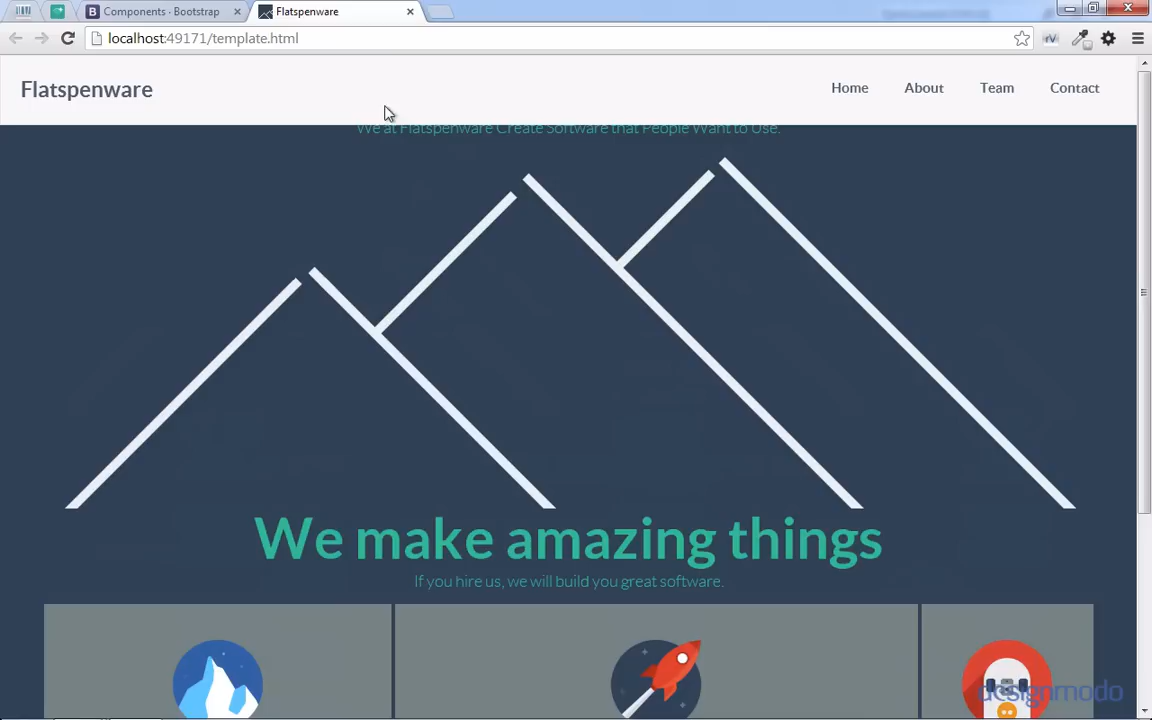 Components · Bootstrap
Flatspenware
localhost:49171/template.html
Flatspenware
Home
About
Team
Contact
We at Flatspenware Create Software that People Want to Use.
We make amazing things
If you hire us, we will build you great software.
designmodo